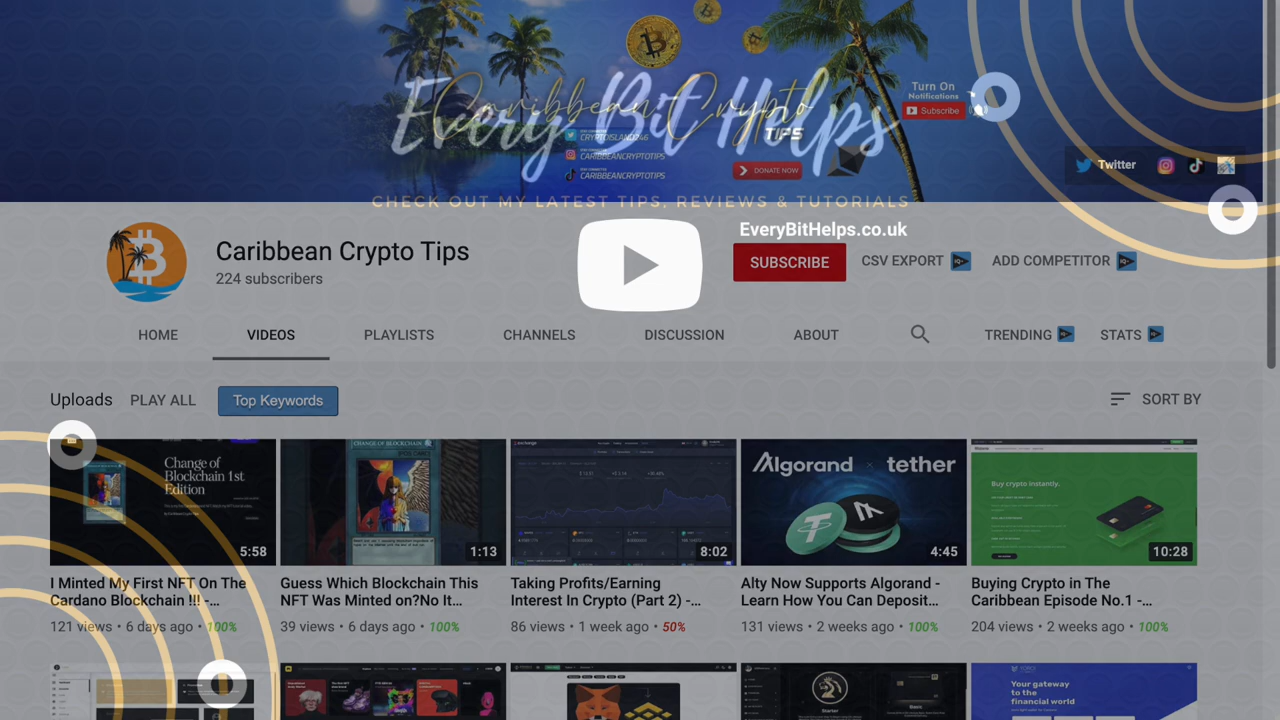 Caribbean Crypto
TIPS
Every Bit Helps
CRYPTOISLAND246
CARIBBEANCRYPTOTIPS
CARIBBEANCRYPTOTIPS
DONATE NOW
Turn On
Notifications
Subscribe
Twitter
CHECK OUT MY LATEST TIPS, REVIEWS & TUTORIALS
EveryBitHelps.co.uk
Caribbean Crypto Tips
224 subscribers
SUBSCRIBE
CSV EXPORT
ADD COMPETITOR
HOME VIDEOS PLAYLISTS CHANNELS DISCUSSION ABOUT TRENDING STATS
Uploads PLAY ALL Top Keywords SORT BY
Change of
Blockchain 1st
Edition
5:58
CHANGE OF BLOCKCHAIN
1:13
8:02
Algorand x tether
4:45
Buy crypto instantly.
10:28
I Minted My First NFT On The
Cardano Blockchain !!! -...
121 views • 6 days ago • 100%
Guess Which Blockchain This
NFT Was Minted on?No It...
39 views • 6 days ago • 100%
Taking Profits/Earning
Interest In Crypto (Part 2) -...
86 views • 1 week ago • 50%
Alty Now Supports Algorand -
Learn How You Can Deposit...
131 views • 2 weeks ago • 100%
Buying Crypto in The
Caribbean Episode No.1 -...
204 views • 2 weeks ago • 100%
Starter
Your gateway
to the
financial world